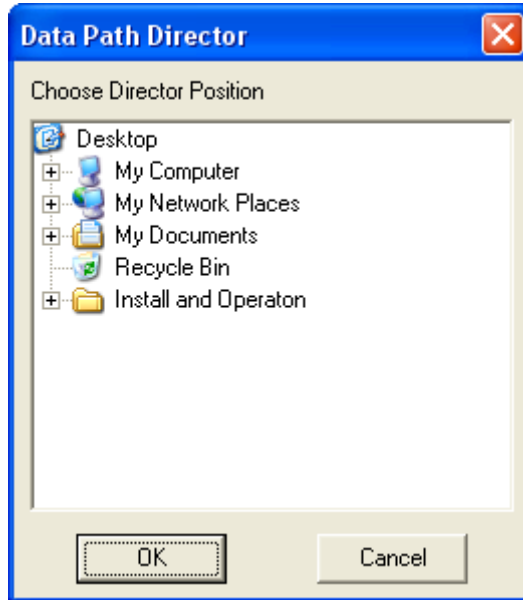 Data Path Director
Choose Director Position
Desktop
My Computer
My Network Places
My Documents
Recycle Bin
Install and Operaton
OK
Cancel